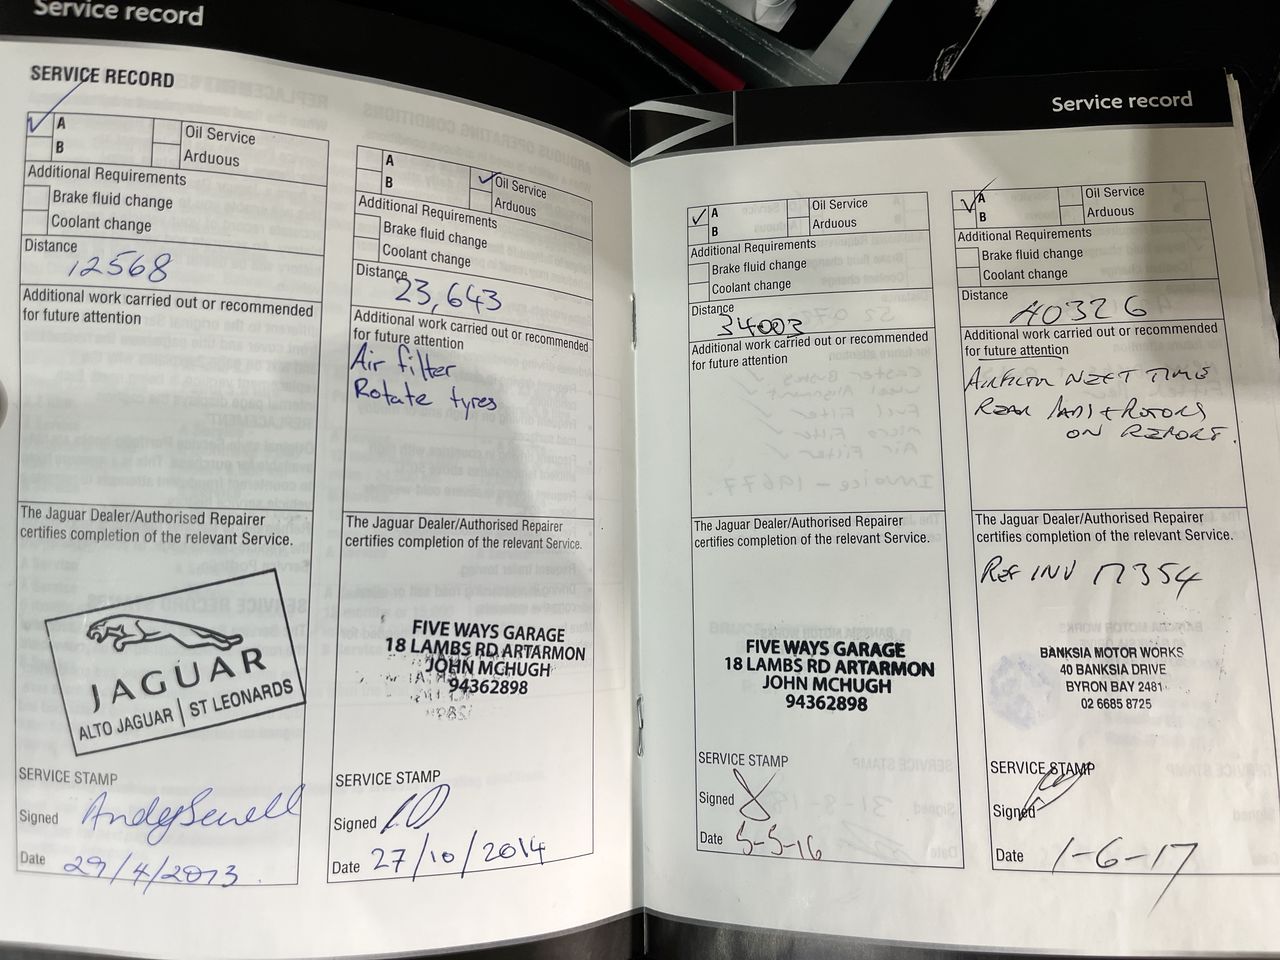 Service record
SERVICE RECORD
A
B
Oil Service
Arduous
Additional Requirements
Brake fluid change
Coolant change
Distance
12568
Additional work carried out or recommended
for future attention
The Jaguar Dealer/Authorised Repairer
certifies completion of the relevant Service.
JAGUAR
ALTO JAGUAR | ST LEONARDS
SERVICE STAMP
Signed
Date 29/4/2013.
A
B
Oil Service
Arduous
Additional Requirements
Brake fluid change
Coolant change
Distance
23,643
Additional work carried out or recommended
for future attention
Air filter
Rotate tyres
The Jaguar Dealer/Authorised Repairer
certifies completion of the relevant Service.
FIVE WAYS GARAGE
18 LAMBS RD ARTARMON
JOHN MCHUGH
94362898
SERVICE STAMP
Signed
Date 27/10/2014
Service record
A
B
Oil Service
Arduous
Additional Requirements
Brake fluid change
Coolant change
Distance
34003
Additional work carried out or recommended
for future attention
The Jaguar Dealer/Authorised Repairer
certifies completion of the relevant Service.
FIVE WAYS GARAGE
18 LAMBS RD ARTARMON
JOHN MCHUGH
94362898
SERVICE STAMP
Signed
Date 5-5-16
A
B
Oil Service
Arduous
Additional Requirements
Brake fluid change
Coolant change
Distance
40326
Additional work carried out or recommended
for future attention
AIRFILTER NEXT TIME
REAR PADS + ROTORS
ON REPORT.
The Jaguar Dealer/Authorised Repairer
certifies completion of the relevant Service.
REF INV 17354
BANKSIA MOTOR WORKS
40 BANKSIA DRIVE
BYRON BAY 2481
02 6685 8725
SERVICE STAMP
Signed
Date 1-6-17